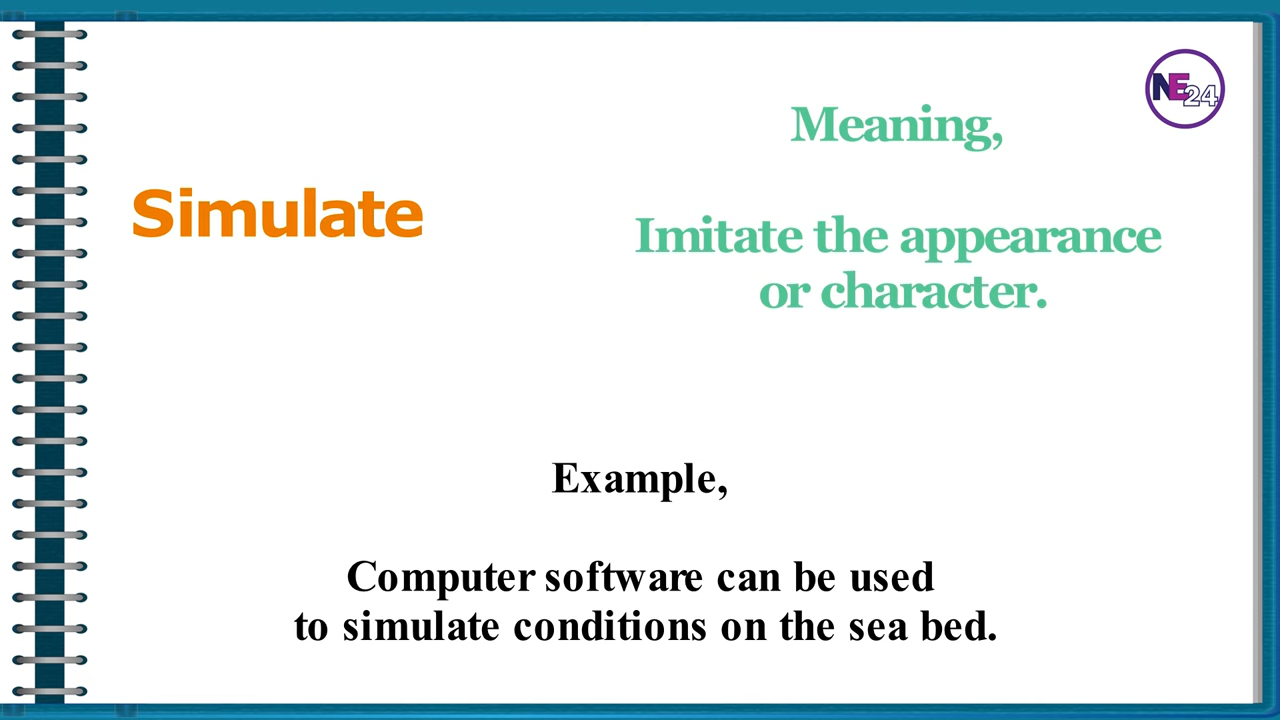 NE24
Meaning,
Simulate
Imitate the appearance
or character.
Example,
Computer software can be used
to simulate conditions on the sea bed.